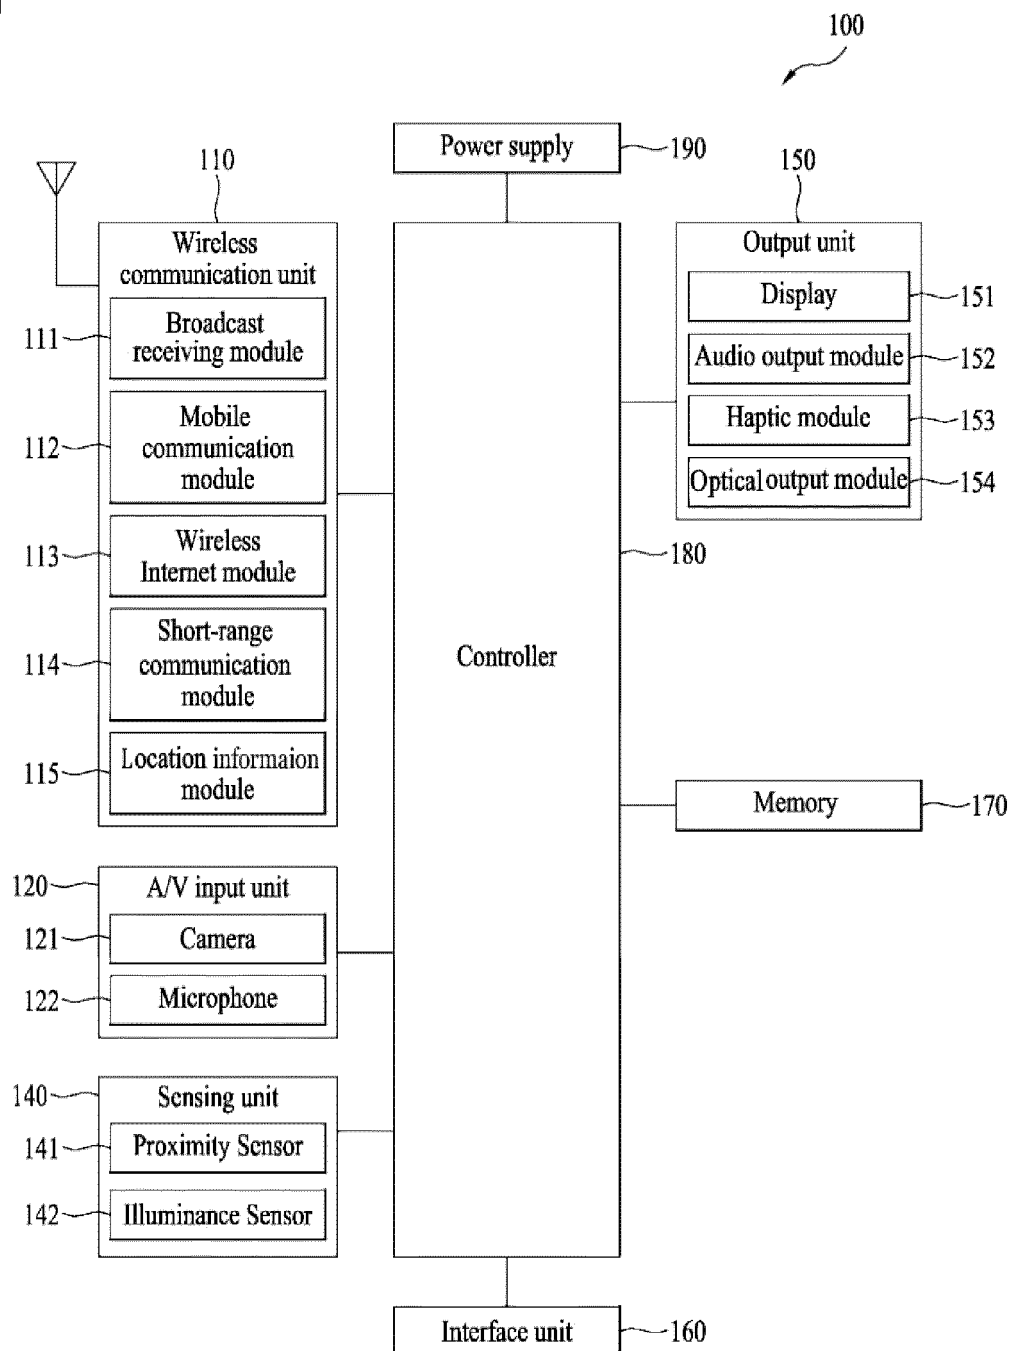 100
Power supply
190
110
150
Wireless
communication unit
Output unit
Display
151
Broadcast
receiving module
111
Audio output module
152
Mobile
communication
module
112
Haptic module
153
Optical output module
154
Wireless
Internet module
113
180
Short-range
communication
module
114
Controller
Location informaion
module
115
Memory
170
120
A/V input unit
121
Camera
122
Microphone
140
Sensing unit
141
Proximity Sensor
142
Illuminance Sensor
Interface unit
160